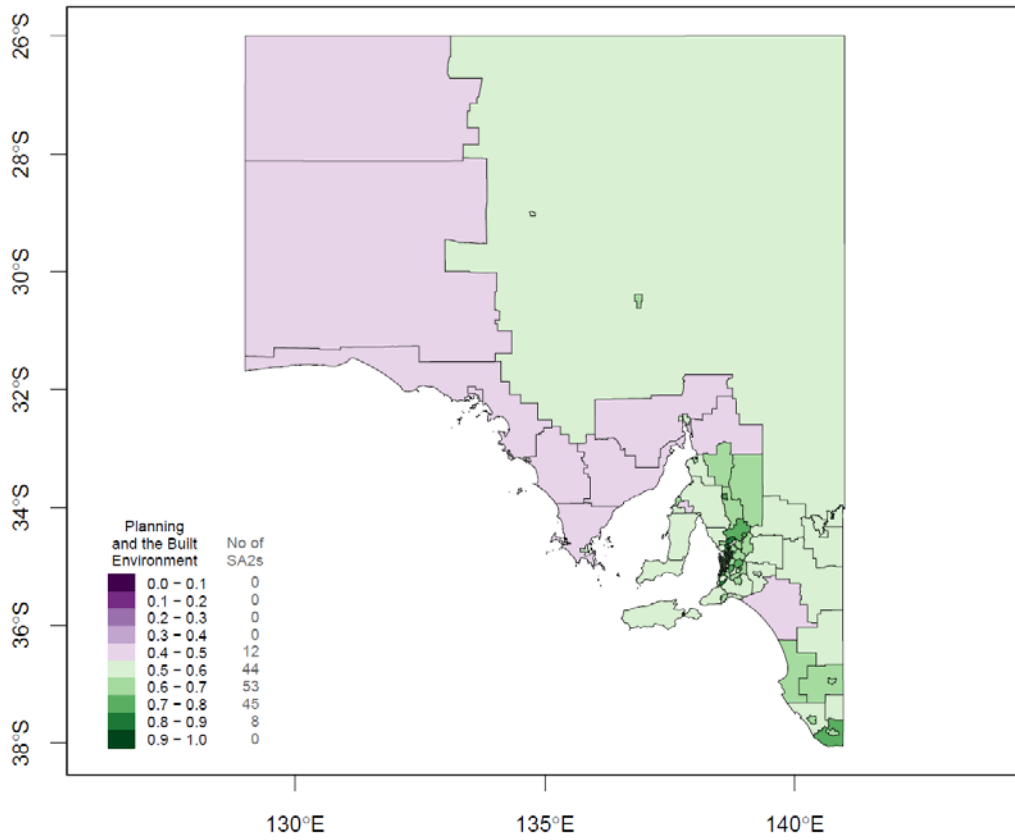 26°S
28°S
30°S
32°S
34°S
36°S
38°S
Planning
and the Built
Environment
No of
SA2s
0.0 – 0.1 0
0.1 – 0.2 0
0.2 – 0.3 0
0.3 – 0.4 0
0.4 – 0.5 12
0.5 – 0.6 44
0.6 – 0.7 53
0.7 – 0.8 45
0.8 – 0.9 8
0.9 – 1.0 0
130°E 135°E 140°E